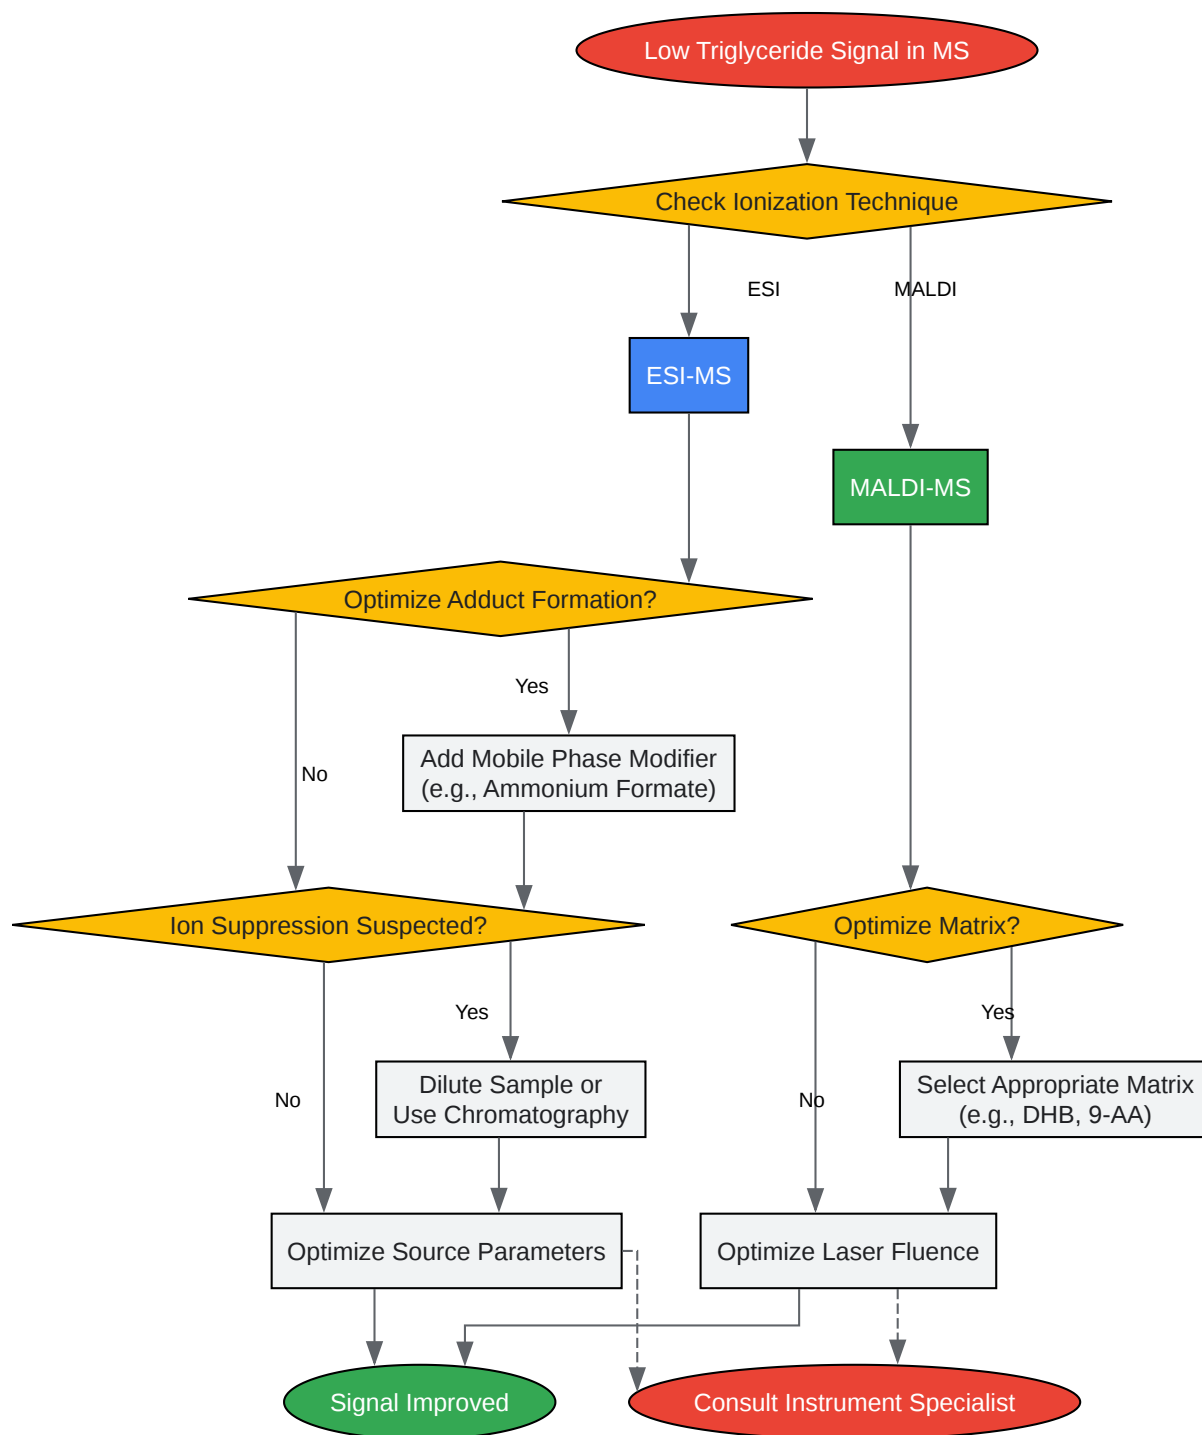 Low Triglyceride Signal in MS
Check Ionization Technique
ESI
MALDI
ESI-MS
MALDI-MS
Optimize Adduct Formation?
Yes
No
Add Mobile Phase Modifier
(e.g., Ammonium Formate)
Ion Suppression Suspected?
Optimize Matrix?
Yes
Yes
No
No
Dilute Sample or
Use Chromatography
Select Appropriate Matrix
(e.g., DHB, 9-AA)
Optimize Source Parameters
Optimize Laser Fluence
Signal Improved
Consult Instrument Specialist